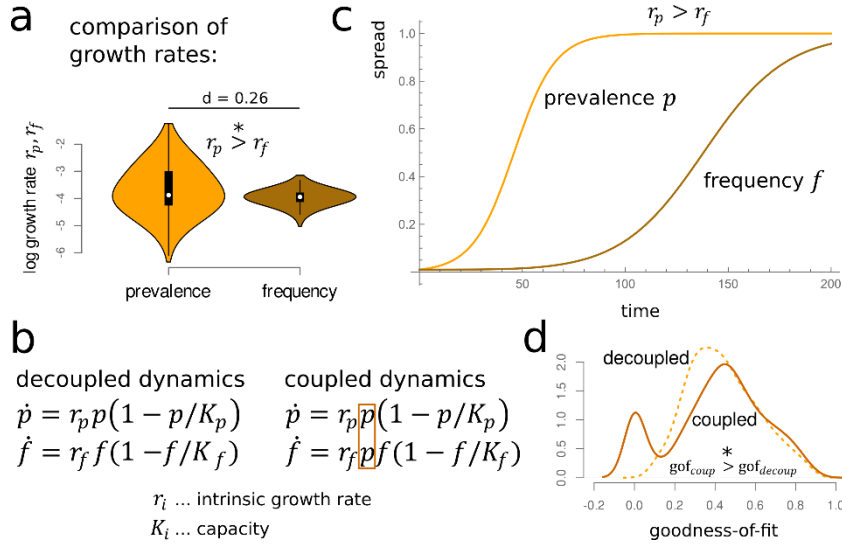 a
comparison of
growth rates:
d = 0.26
*
r_p > r_f
log growth rate r_p, r_f
-2
-3
-4
-5
-6
prevalence
frequency
c
r_p > r_f
spread
1.0
0.8
0.6
0.4
0.2
prevalence p
frequency f
50
100
150
200
time
b
decoupled dynamics
ṗ = r_p p(1 − p/K_p)
ḟ = r_f f(1 − f/K_f)
coupled dynamics
ṗ = r_p p(1 − p/K_p)
ḟ = r_f p f(1 − f/K_f)
r_i ... intrinsic growth rate
K_i ... capacity
d
decoupled
coupled
*
gof_coup > gof_decoup
2.0
1.5
1.0
0.5
0.0
-0.2
0.0
0.2
0.4
0.6
0.8
1.0
goodness-of-fit